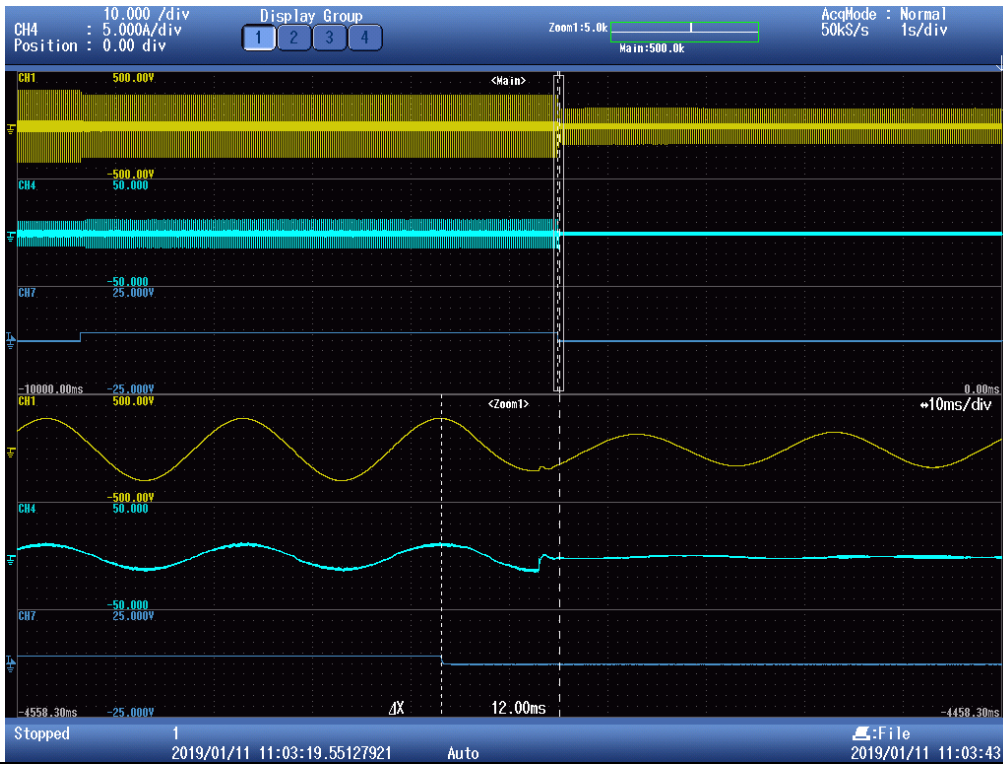 10.000 /div
CH4 : 5.000A/div
Position : 0.00 div
Display Group
1 2 3 4
Zoom1:5.0k
Main:500.0k
AcqMode : Normal
50kS/s 1s/div
CH1 500.00V <Main>
-500.00V
CH4 50.000
-50.000
CH7 25.000V
-10000.00ms -25.000V 0.00ms
CH1 500.00V <Zoom1> ↔10ms/div
-500.00V
CH4 50.000
-50.000
CH7 25.000V
-4558.30ms -25.000V ΔX 12.00ms -4458.30ms
Stopped 1 :File
2019/01/11 11:03:19.55127921 Auto 2019/01/11 11:03:43